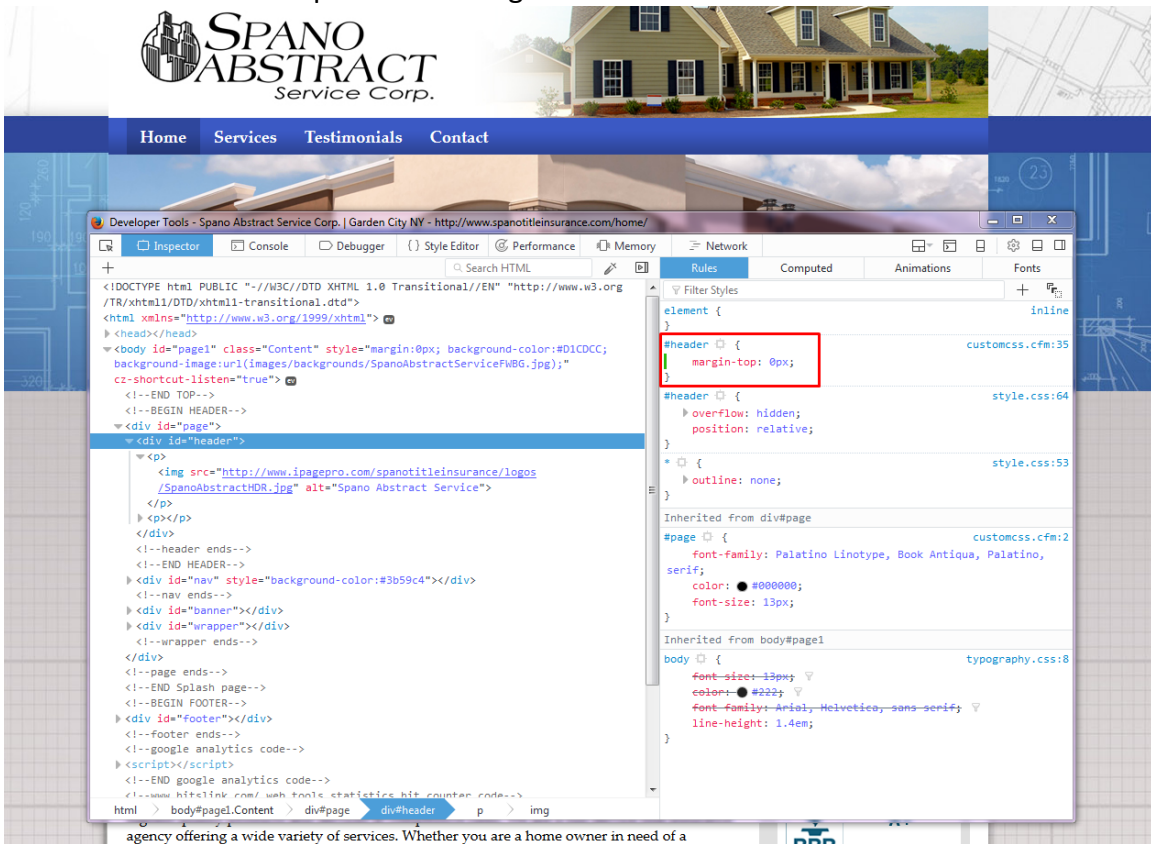 SPANO
ABSTRACT
Service Corp.
Home Services Testimonials Contact
Developer Tools - Spano Abstract Service Corp. | Garden City NY - http://www.spanotitleinsurance.com/home/
Inspector Console Debugger { } Style Editor Performance Memory Network
+ Search HTML Rules Computed Animations Fonts
Filter Styles +
<!DOCTYPE html PUBLIC "-//W3C//DTD XHTML 1.0 Transitional//EN" "http://www.w3.org
/TR/xhtml1/DTD/xhtml1-transitional.dtd">
<html xmlns="http://www.w3.org/1999/xhtml"> ev
<head></head>
<body id="page1" class="Content" style="margin:0px; background-color:#D1CDCC;
background-image:url(images/backgrounds/SpanoAbstractServiceFWBG.jpg);"
cz-shortcut-listen="true"> ev
<!--END TOP-->
<!--BEGIN HEADER-->
<div id="page">
<div id="header">
<p>
<img src="http://www.ipagepro.com/spanotitleinsurance/logos
/SpanoAbstractHDR.jpg" alt="Spano Abstract Service">
</p>
<p></p>
</div>
<!--header ends-->
<!--END HEADER-->
<div id="nav" style="background-color:#3b59c4"></div>
<!--nav ends-->
<div id="banner"></div>
<div id="wrapper"></div>
<!--wrapper ends-->
</div>
<!--page ends-->
<!--END Splash page-->
<!--BEGIN FOOTER-->
<div id="footer"></div>
<!--footer ends-->
<!--google analytics code-->
<script></script>
<!--END google analytics code-->
<!--www.hitslink.com/ web tools statistics hit counter code-->
html body#page1.Content div#page div#header p img
element { inline
}
#header { customcss.cfm:35
margin-top: 0px;
}
#header { style.css:64
overflow: hidden;
position: relative;
}
* { style.css:53
outline: none;
}
Inherited from div#page
#page { customcss.cfm:2
font-family: Palatino Linotype, Book Antiqua, Palatino,
serif;
color: #000000;
font-size: 13px;
}
Inherited from body#page1
body { typography.css:8
font-size: 13px;
color: #222;
font-family: Arial, Helvetica, sans-serif;
line-height: 1.4em;
}
agency offering a wide variety of services. Whether you are a home owner in need of a